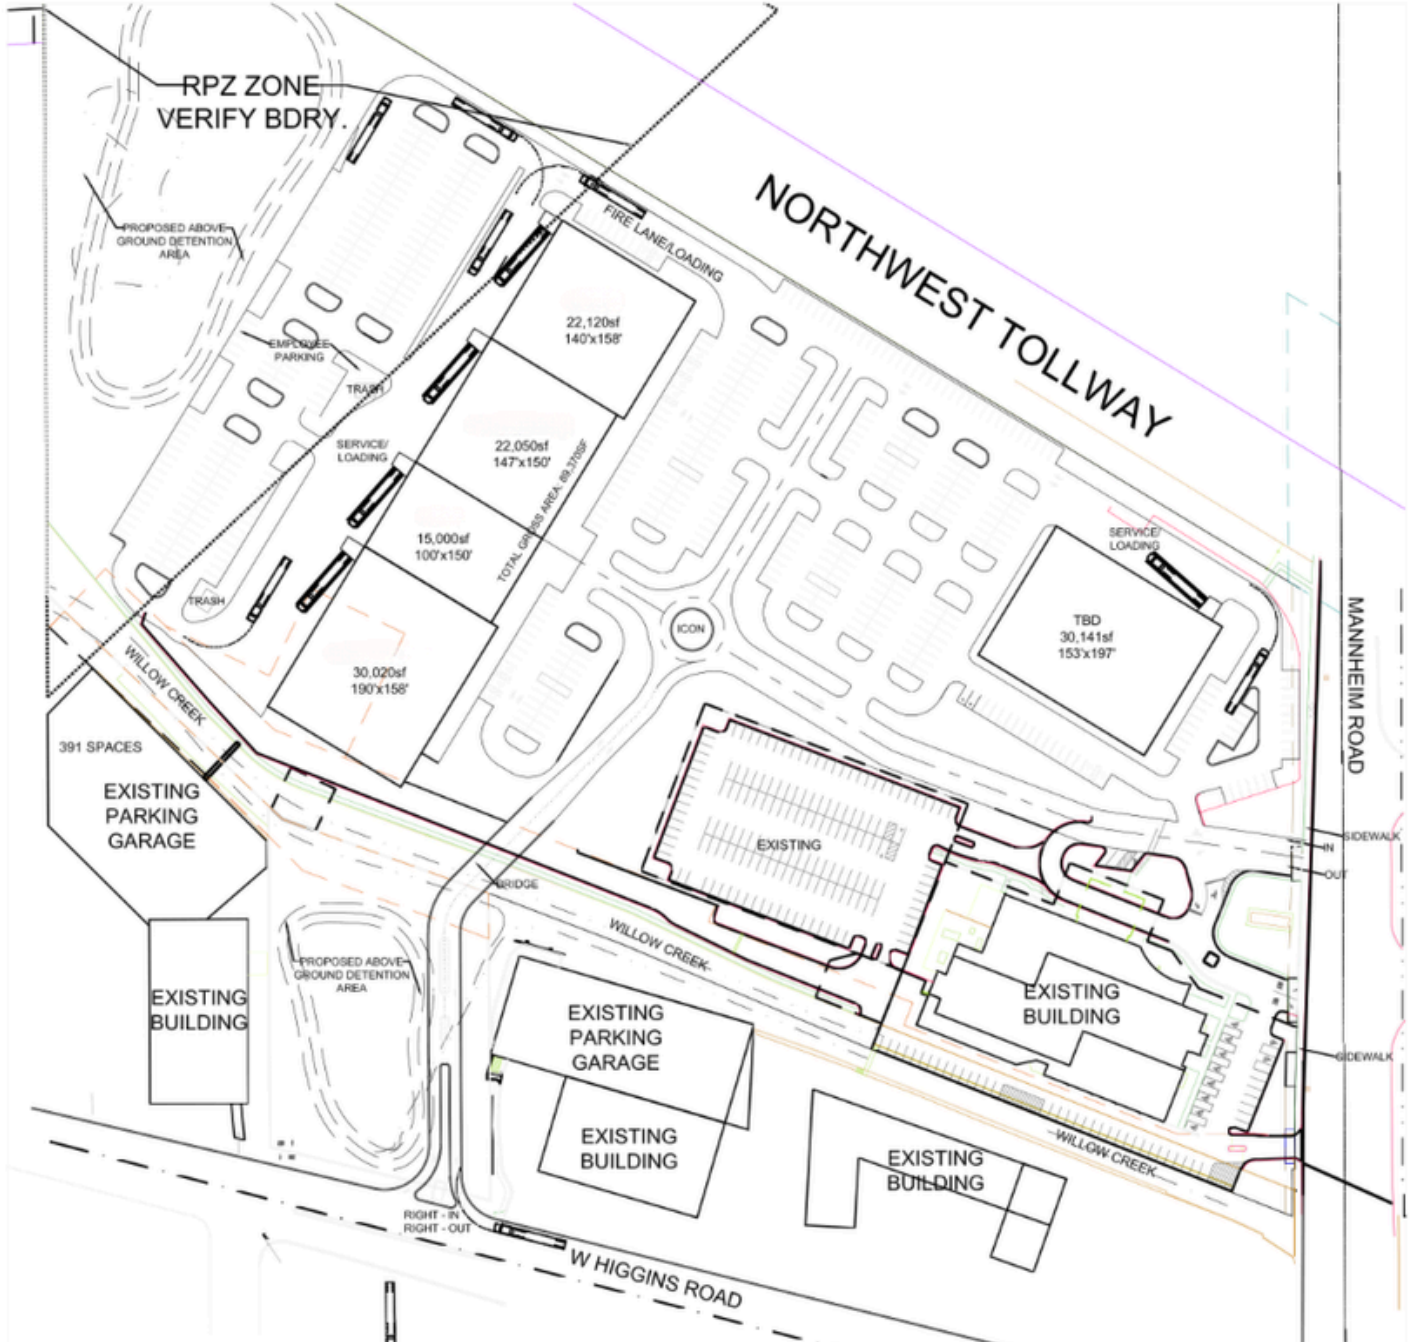 RPZ ZONE
VERIFY BDRY.
NORTHWEST TOLLWAY
PROPOSED ABOVE
GROUND DETENTION
AREA
FIRE LANE/LOADING
22,120sf
140'x158'
EMPLOYEE
PARKING
TRASH
SERVICE/
LOADING
22,050sf
147'x150'
TOTAL GROSS AREA: 89,370SF
15,000sf
100'x150'
SERVICE/
LOADING
TRASH
ICON
TBD
30,141sf
153'x197'
MANNHEIM ROAD
30,020sf
190'x158'
WILLOW CREEK
391 SPACES
EXISTING
PARKING
GARAGE
EXISTING
SIDEWALK
IN
OUT
BRIDGE
WILLOW CREEK
PROPOSED ABOVE
GROUND DETENTION
AREA
EXISTING
BUILDING
EXISTING
PARKING
GARAGE
EXISTING
BUILDING
SIDEWALK
EXISTING
BUILDING
WILLOW CREEK
EXISTING
BUILDING
RIGHT - IN
RIGHT - OUT
W HIGGINS ROAD